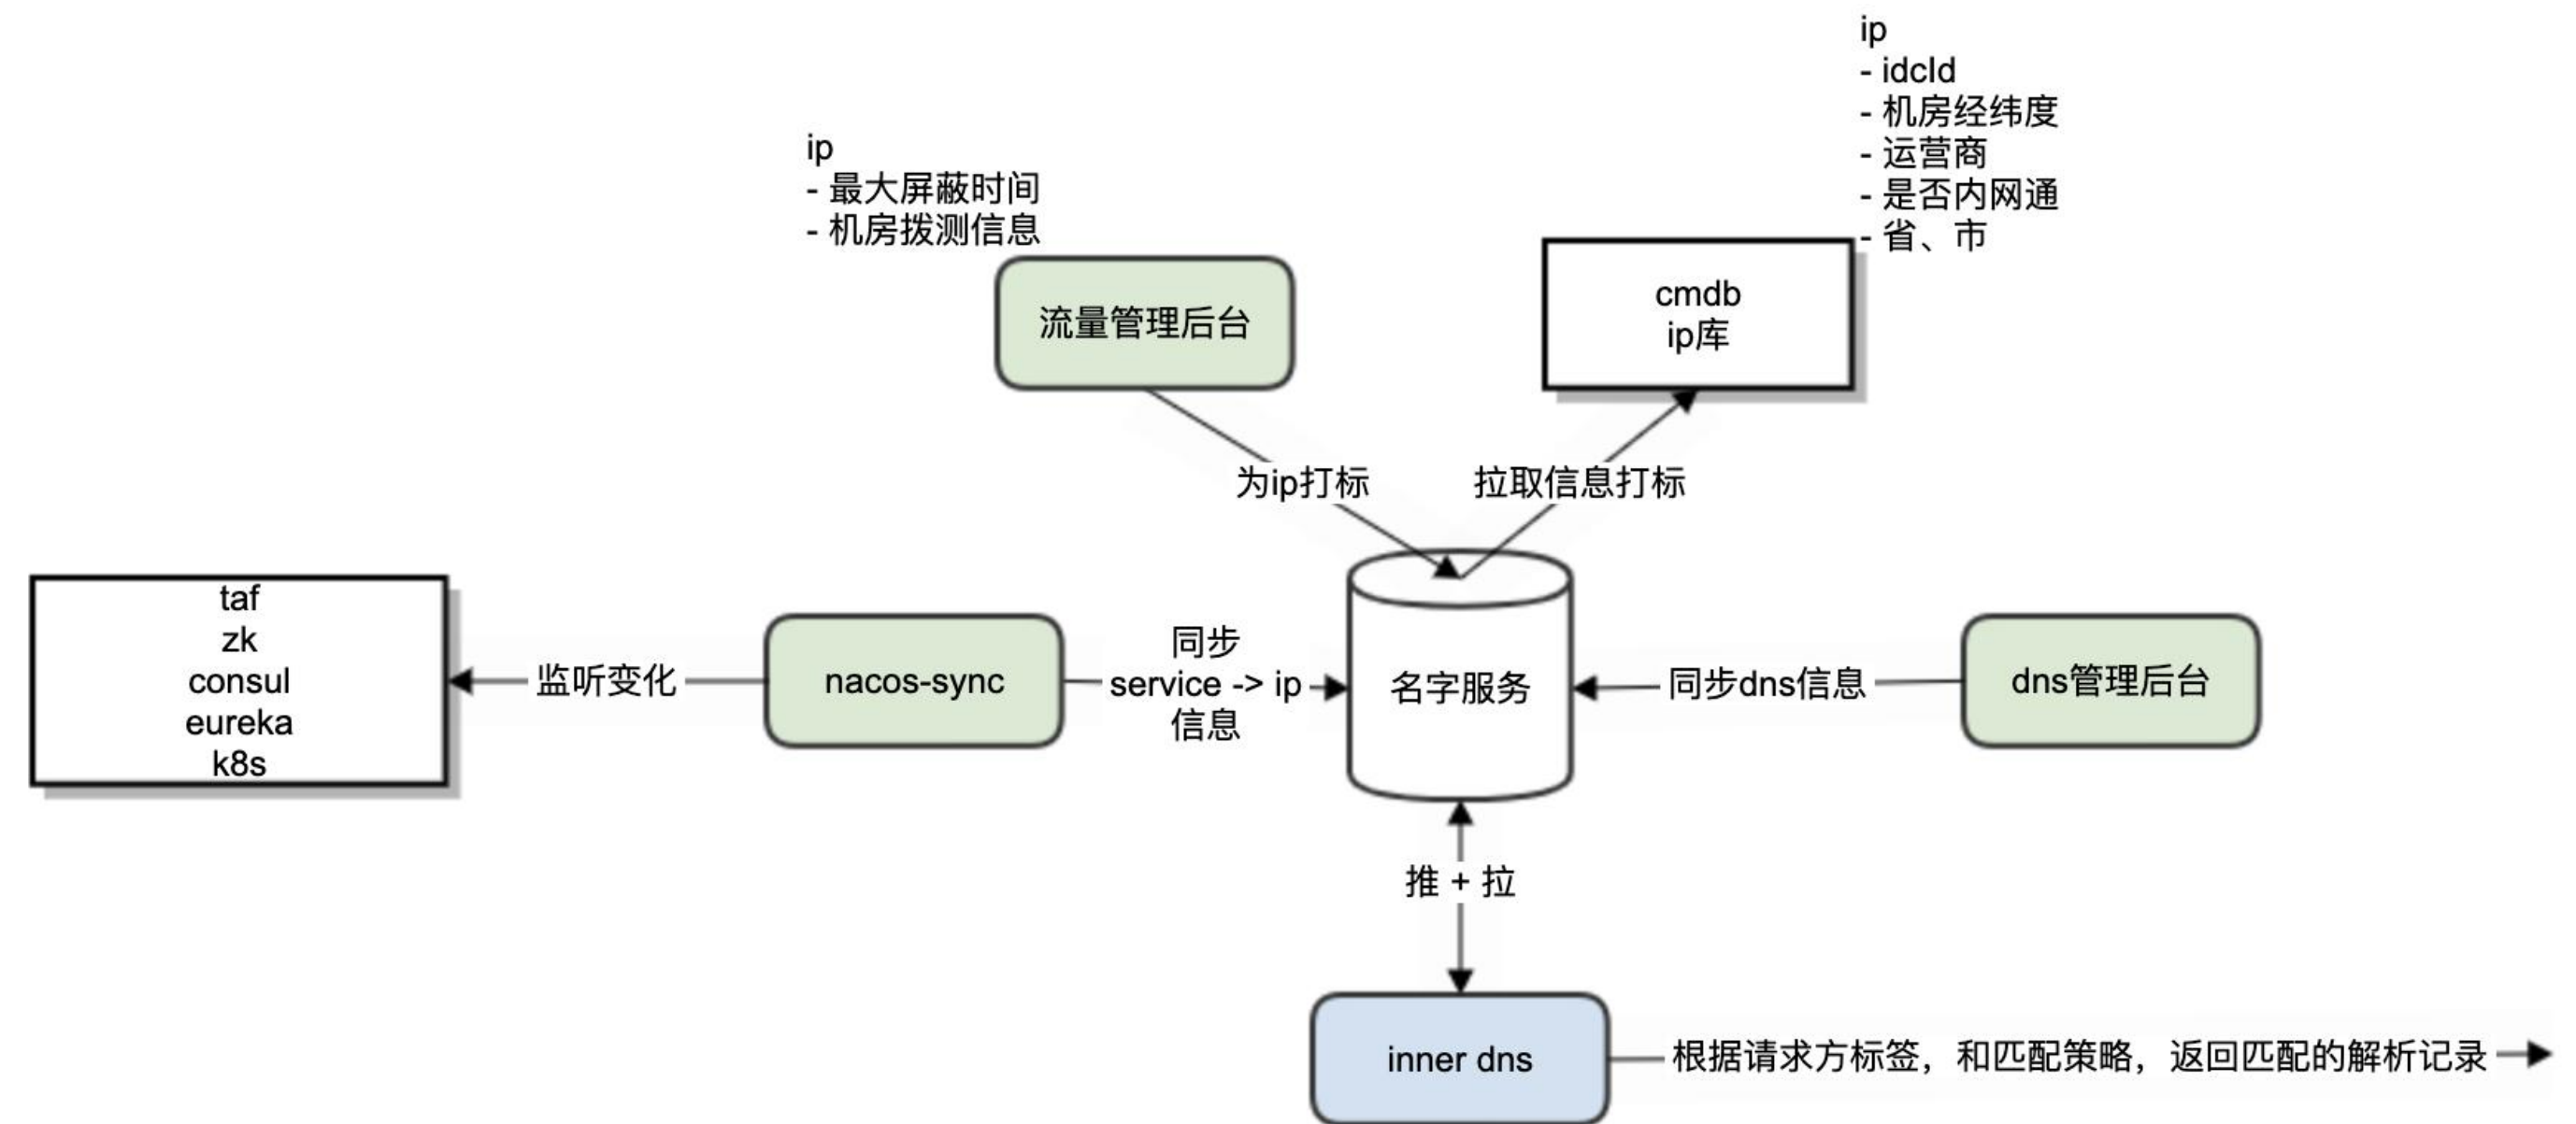 ip
- idcId
- 机房经纬度
- 运营商
- 是否内网通
- 省、市
ip
- 最大屏蔽时间
- 机房拨测信息
流量管理后台
cmdb
ip库
为ip打标
拉取信息打标
taf
zk
consul
eureka
k8s
监听变化
nacos-sync
同步
service -> ip
信息
名字服务
同步dns信息
dns管理后台
推 + 拉
inner dns
根据请求方标签，和匹配策略，返回匹配的解析记录